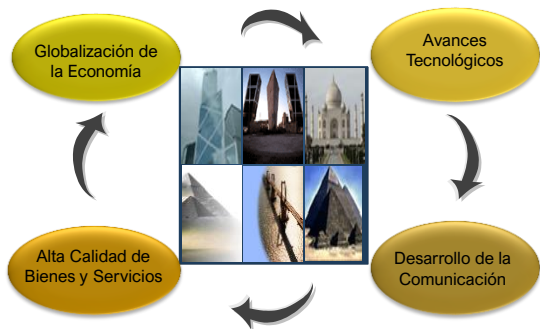 Globalización de
la Economía
Avances
Tecnológicos
Desarrollo de la
Comunicación
Alta Calidad de
Bienes y Servicios